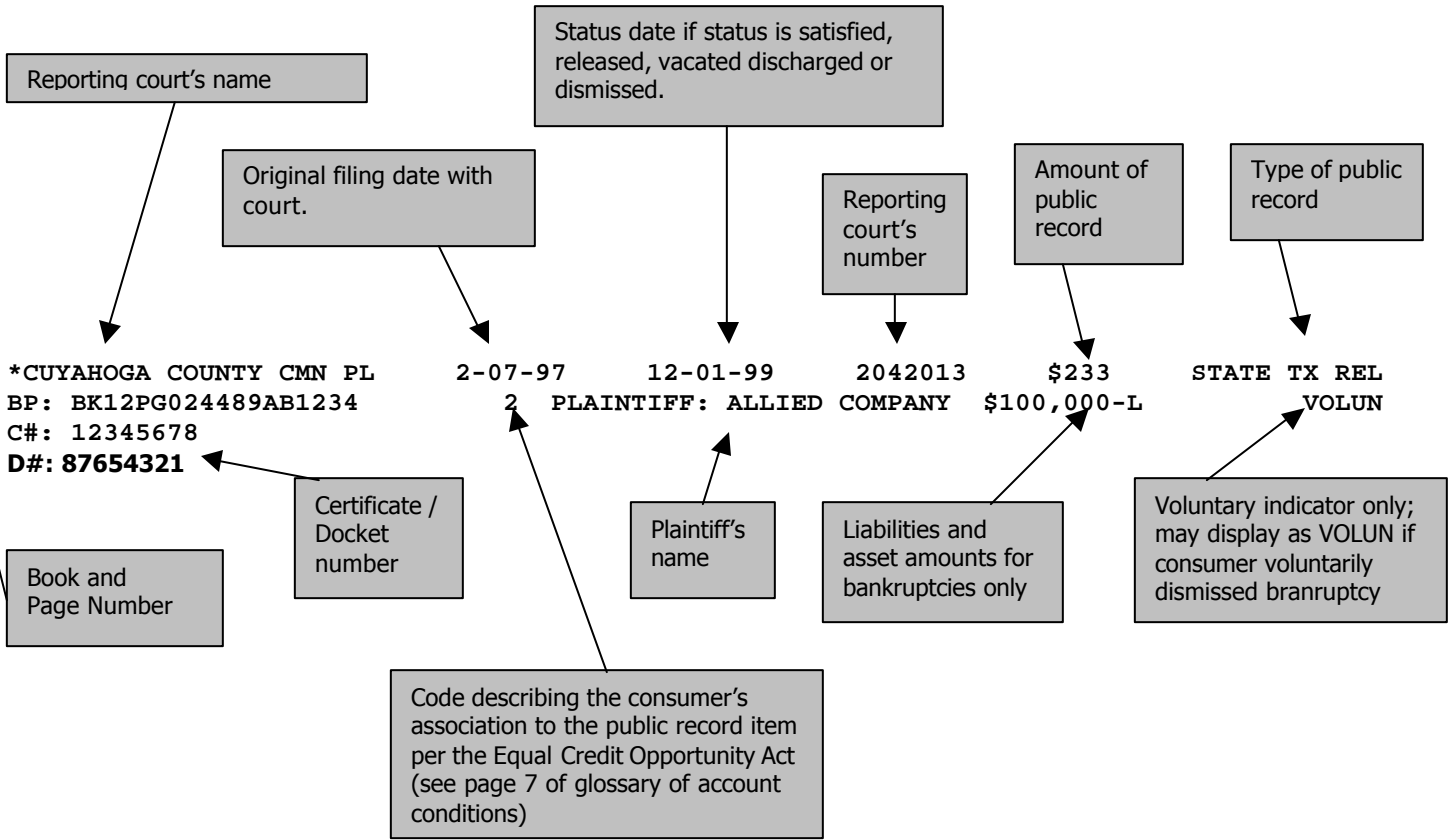 Status date if status is satisfied,
released, vacated discharged or
dismissed.
Reporting court’s name
Original filing date with
court.
Reporting
court’s
number
Amount of
public
record
Type of public
record
*CUYAHOGA COUNTY CMN PL 2-07-97 12-01-99 2042013 $233 STATE TX REL
BP: BK12PG024489AB1234 2 PLAINTIFF: ALLIED COMPANY $100,000-L VOLUN
C#: 12345678
D#: 87654321
Certificate /
Docket
number
Plaintiff’s
name
Liabilities and
asset amounts for
bankruptcies only
Voluntary indicator only;
may display as VOLUN if
consumer voluntarily
dismissed branruptcy
Book and
Page Number
Code describing the consumer’s
association to the public record item
per the Equal Credit Opportunity Act
(see page 7 of glossary of account
conditions)